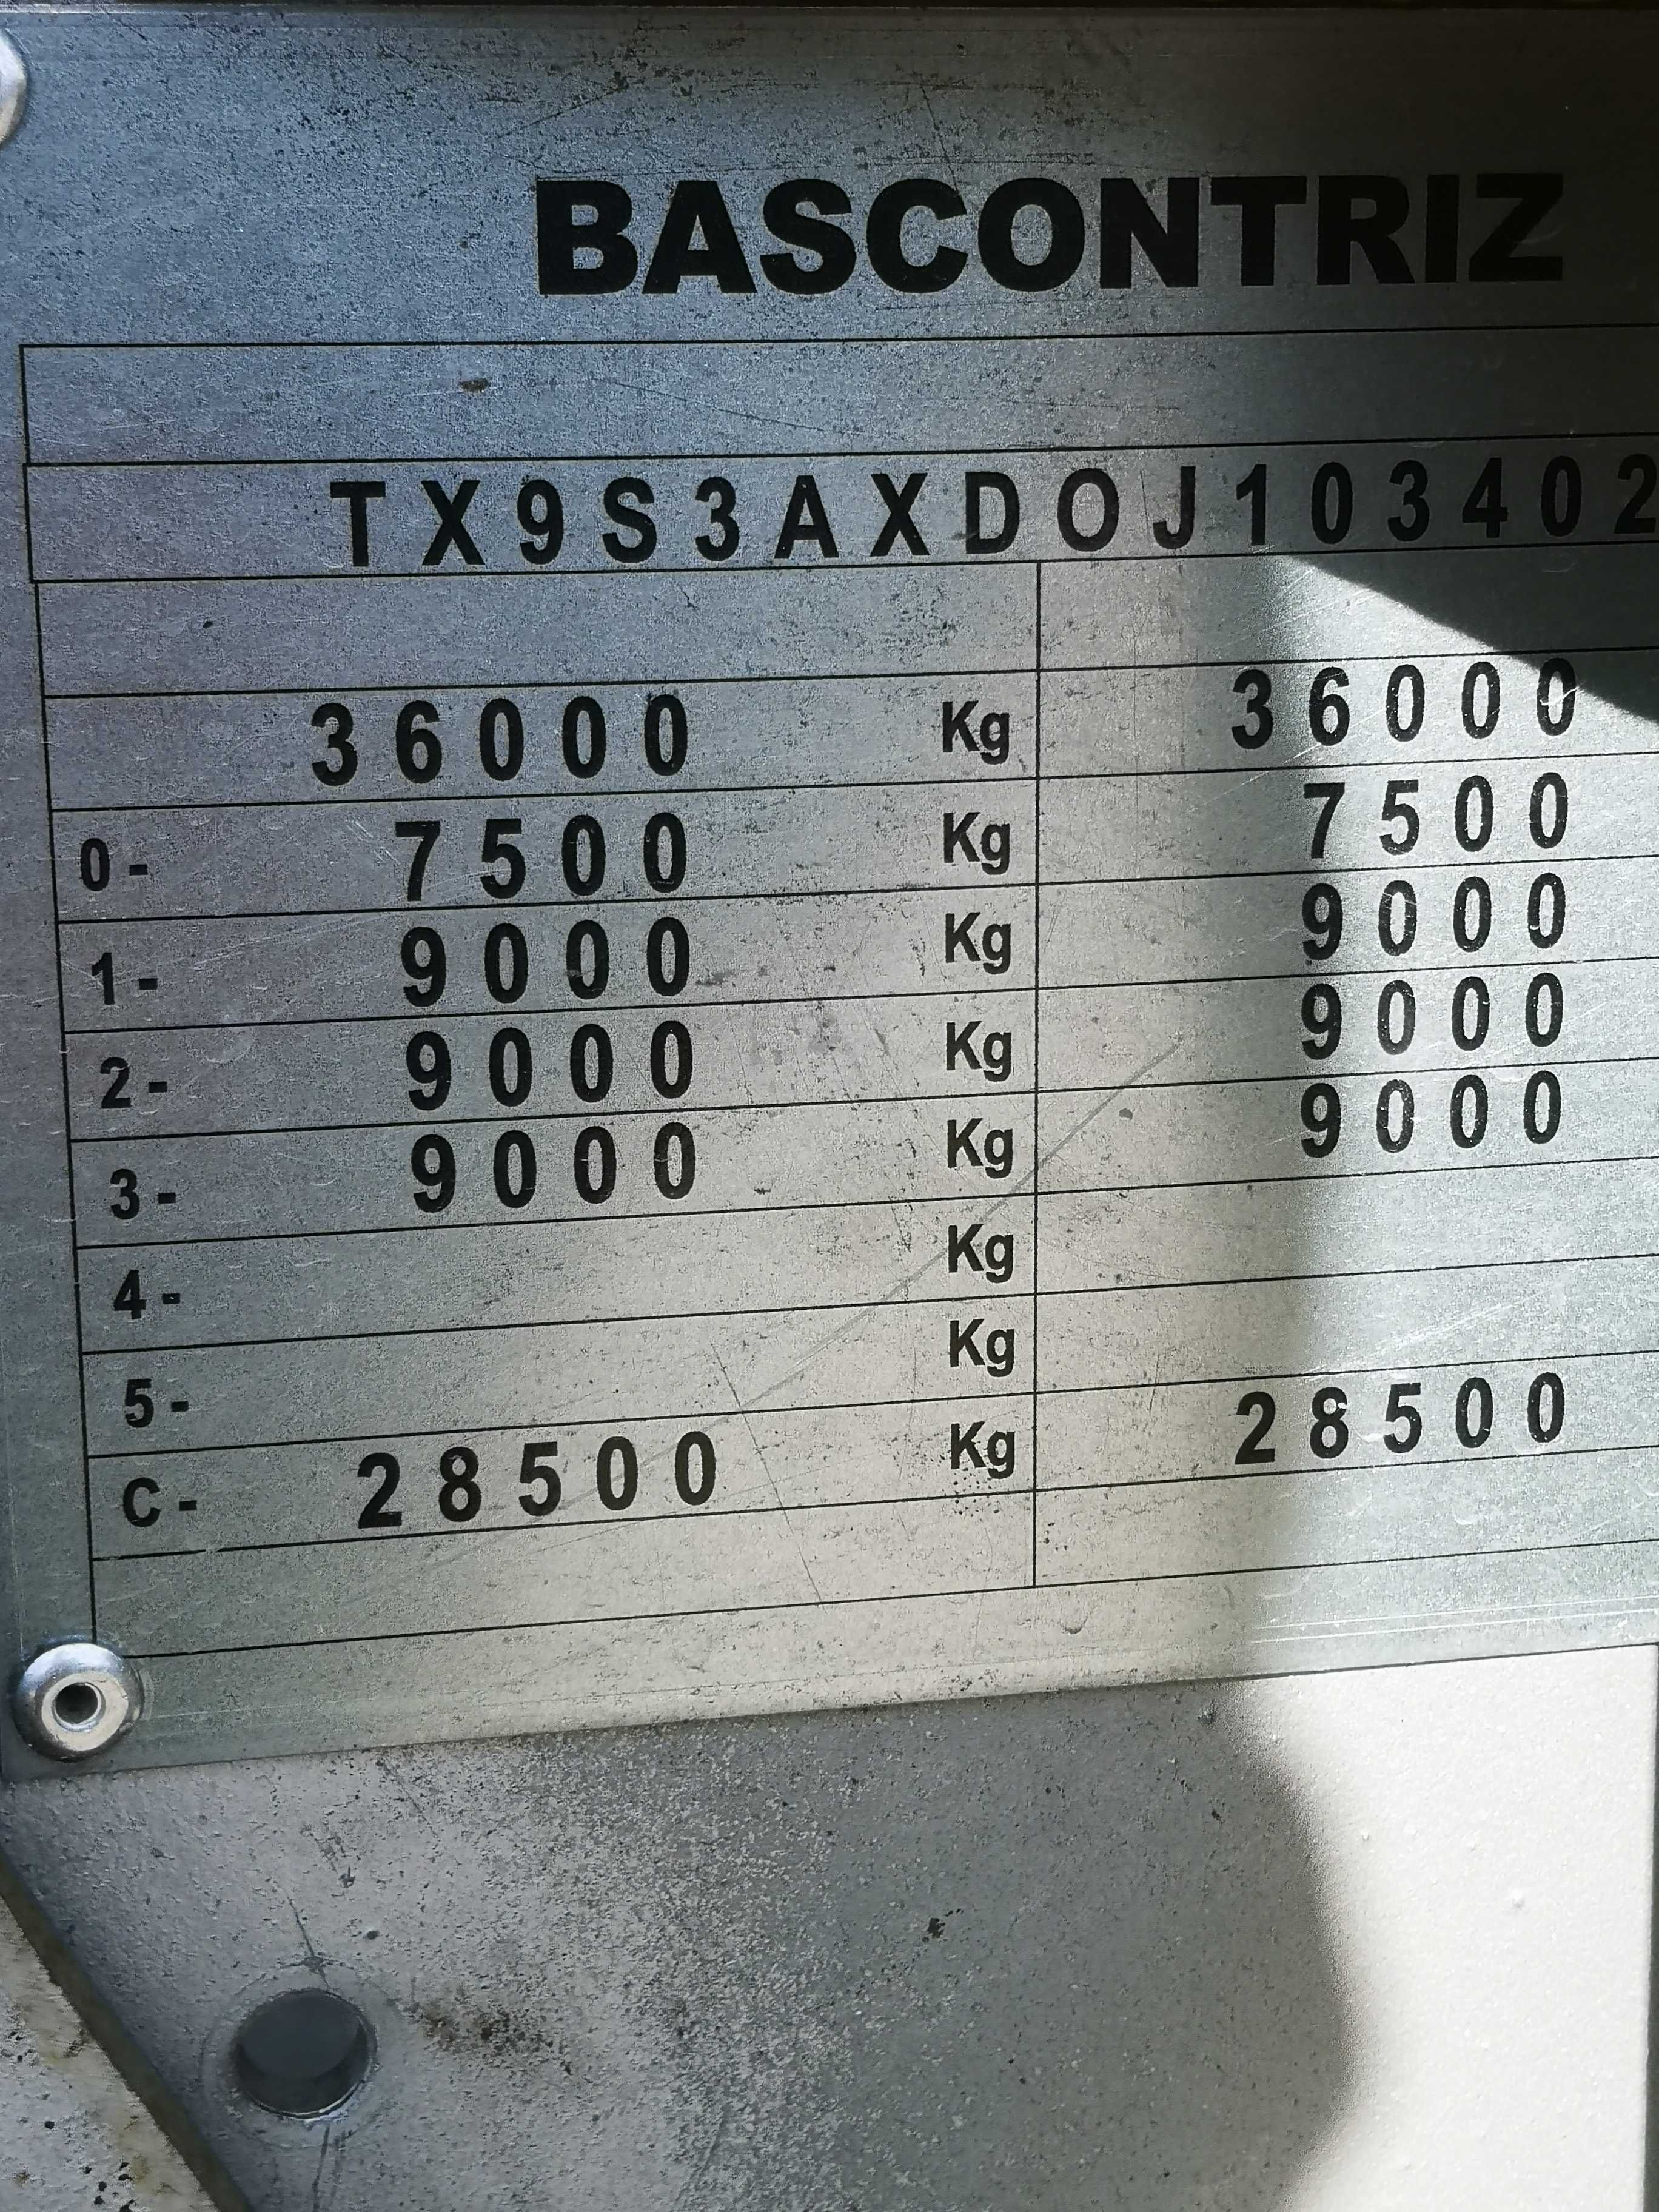 BASCONTRIZ
TX9S3AXDOJ103402
36000 Kg 36000
0- 7500 Kg 7500
1- 9000 Kg 9000
2- 9000 Kg 9000
3- 9000 Kg 9000
4- Kg
5- Kg
C- 28500 Kg 28500